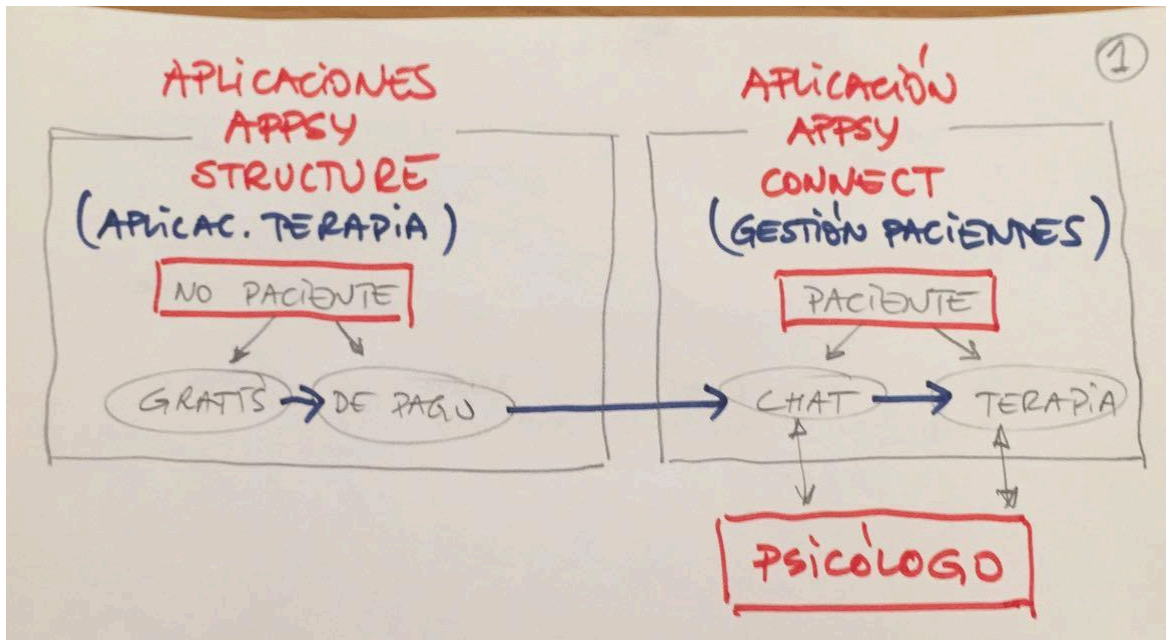 1
APLICACIONES
APPSY
STRUCTURE
(APLICAC. TERAPIA)
NO PACIENTE
GRATIS
DE PAGO
APLICACIÓN
APPSY
CONNECT
(GESTIÓN PACIENTES)
PACIENTE
CHAT
TERAPIA
PSICÓLOGO